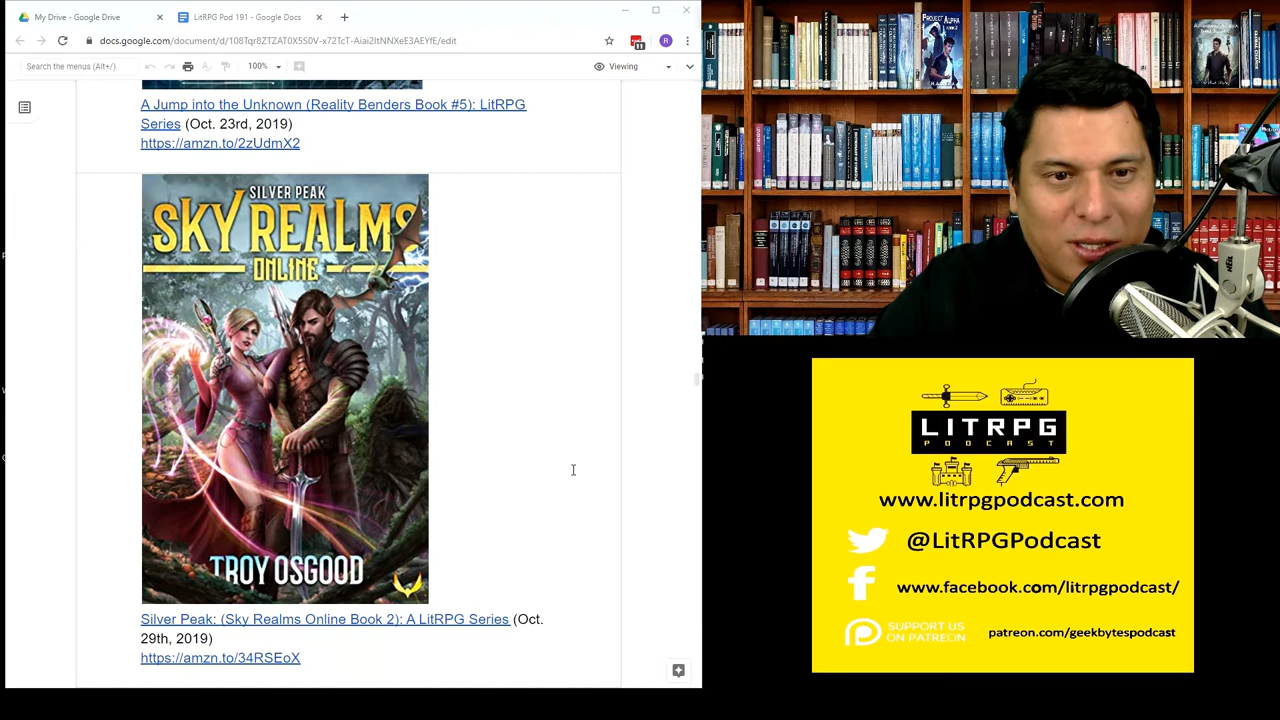 My Drive - Google Drive
LitRPG Pod 191 - Google Docs
docs.google.com/document/d/108Tqr8ZTZAT0X5S0V-x72TcT-Aiai2ItNNXeE3AEYfE/edit
R
Search the menus (Alt+/)
100%
Viewing
A Jump into the Unknown (Reality Benders Book #5): LitRPG
Series (Oct. 23rd, 2019)
https://amzn.to/2zUdmX2
SILVER PEAK
SKY REALMS
ONLINE
TROY OSGOOD
Silver Peak: (Sky Realms Online Book 2): A LitRPG Series (Oct.
29th, 2019)
https://amzn.to/34RSEoX
PROJECT ALPHA
LITRPG
PODCAST
www.litrpgpodcast.com
@LitRPGPodcast
www.facebook.com/litrpgpodcast/
SUPPORT US
ON PATREON
patreon.com/geekbytespodcast